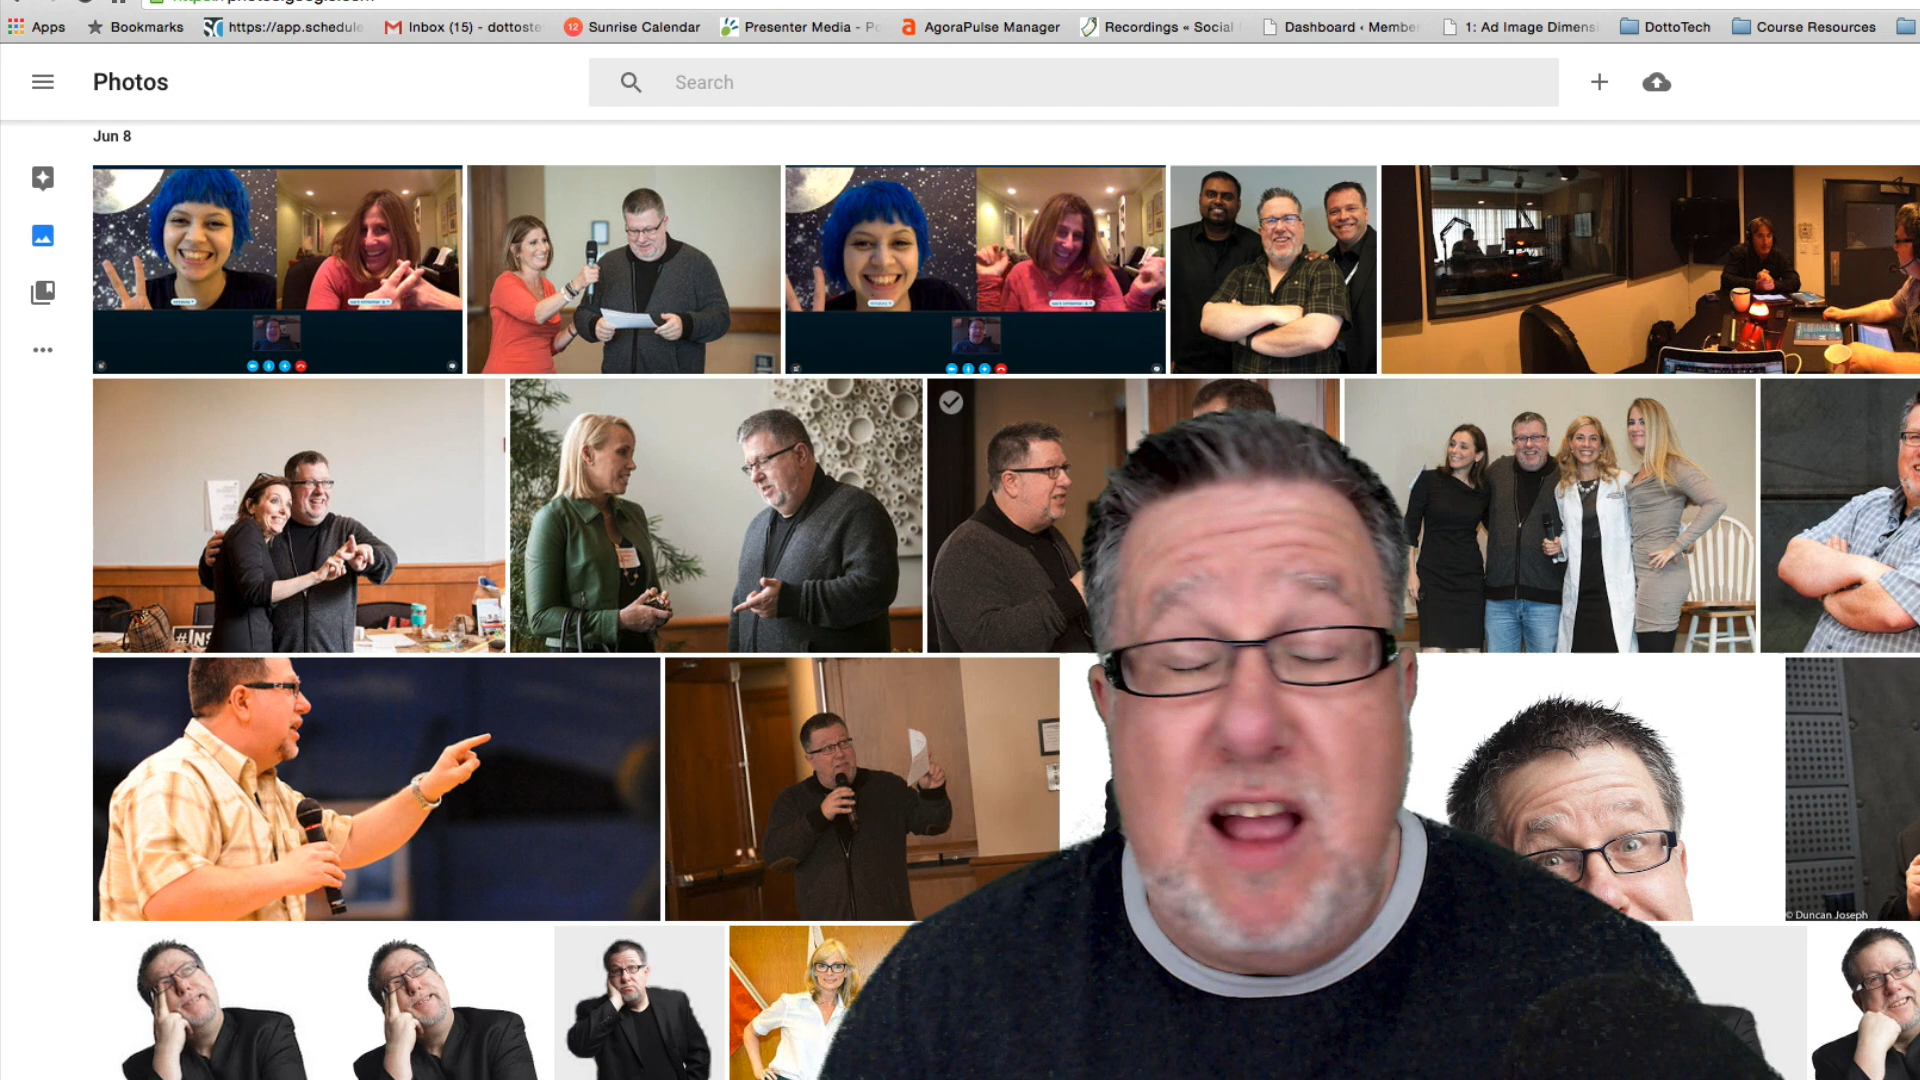 Apps Bookmarks https://app.schedule Inbox (15) - dottoste 12 Sunrise Calendar Presenter Media - Po AgoraPulse Manager Recordings « Social Dashboard ‹ Member 1: Ad Image Dimensi DottoTech Course Resources
Photos Search
Jun 8
#INS
© Duncan Joseph